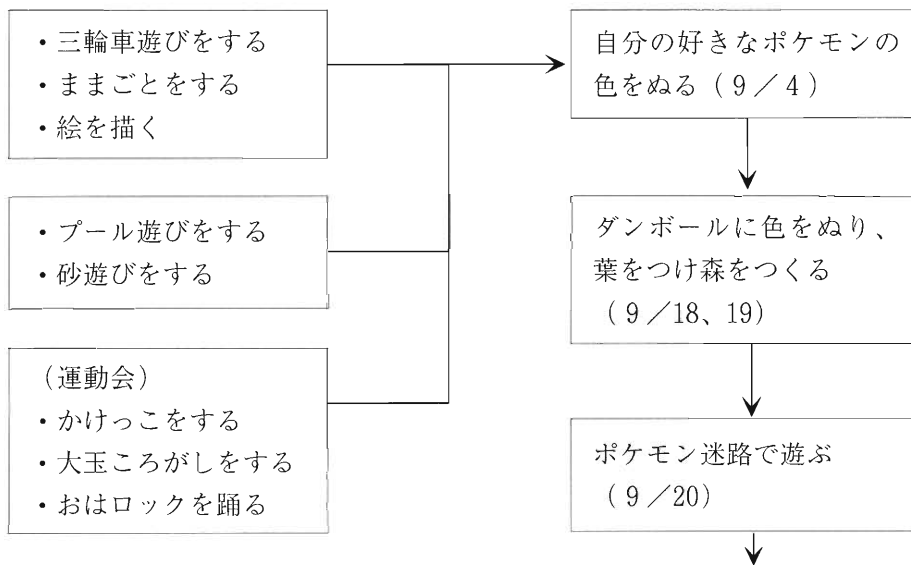 ・三輪車遊びをする
・ままごとをする
・絵を描く
・プール遊びをする
・砂遊びをする
(運動会)
・かけっこをする
・大玉ころがしをする
・おはロックを踊る
自分の好きなポケモンの
色をぬる(9/4)
ダンボールに色をぬり、
葉をつけ森をつくる
(9/18、19)
ポケモン迷路で遊ぶ
(9/20)